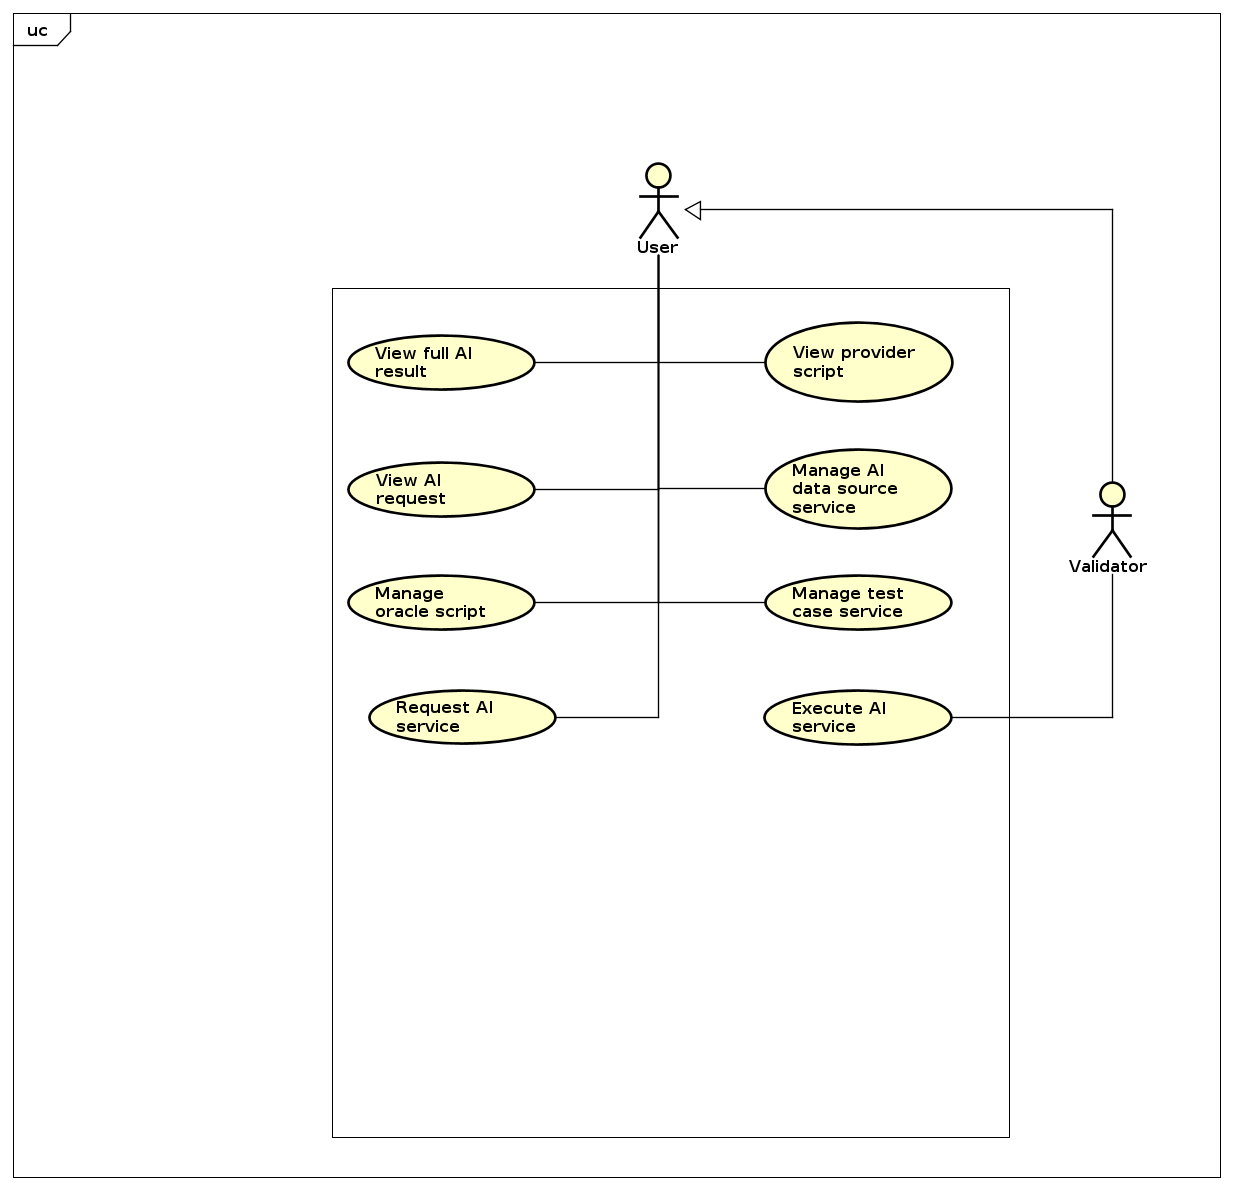 uc
User
View full AI
result
View provider
script
View AI
request
Manage AI
data source
service
Validator
Manage
oracle script
Manage test
case service
Request AI
service
Execute AI
service